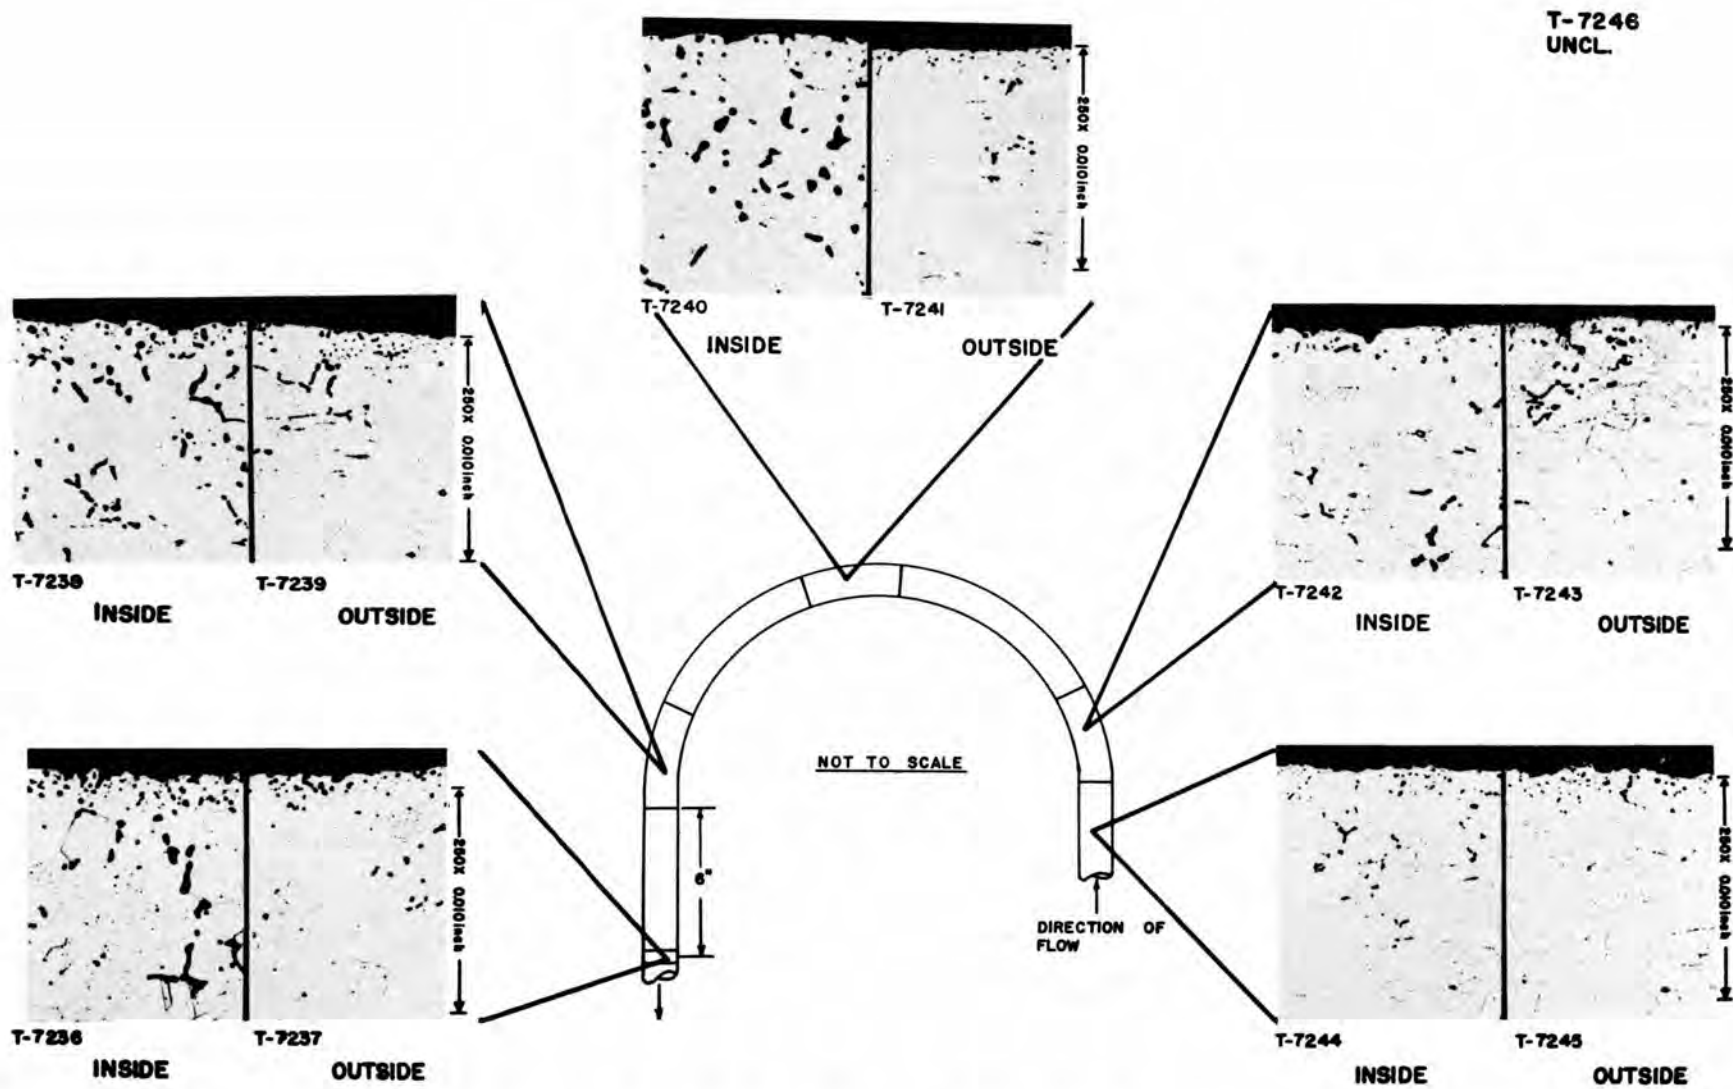 T-7246
UNCL.
250X 0.010 inch
T-7240 T-7241
INSIDE OUTSIDE
250X 0.010 inch
T-7238 T-7239
INSIDE OUTSIDE
250X 0.010 inch
T-7242 T-7243
INSIDE OUTSIDE
NOT TO SCALE
6"
DIRECTION OF
FLOW
250X 0.010 inch
T-7236 T-7237
INSIDE OUTSIDE
250X 0.010 inch
T-7244 T-7245
INSIDE OUTSIDE